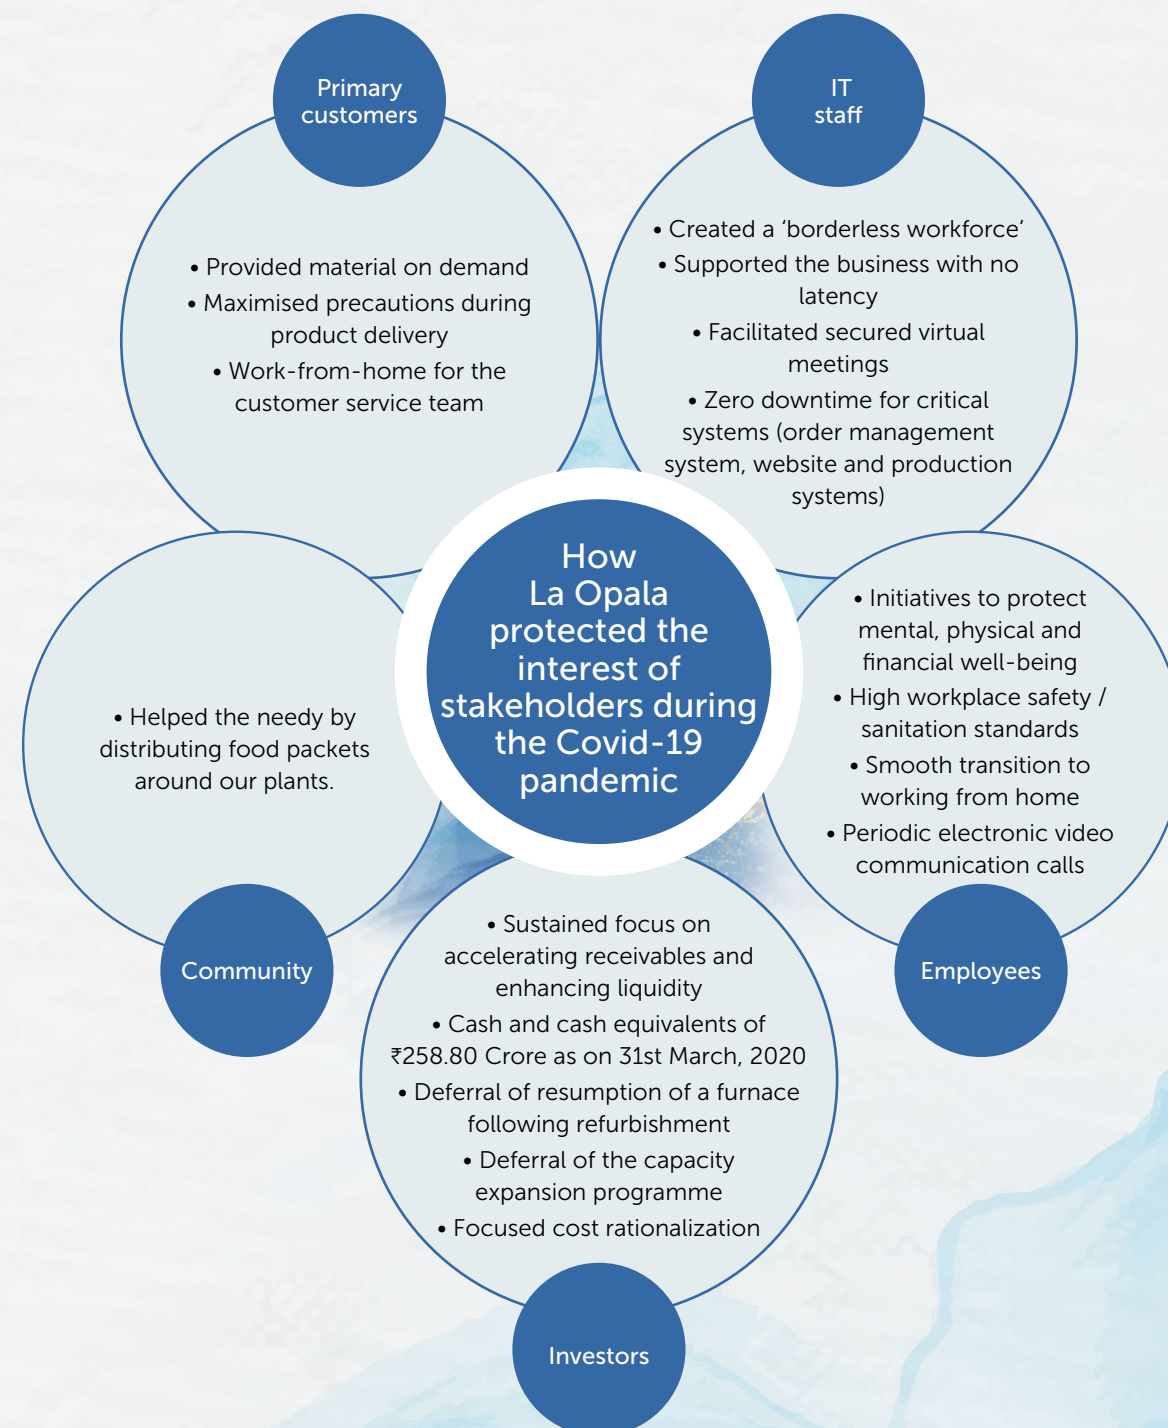 Primary
customers
• Provided material on demand
• Maximised precautions during
product delivery
• Work-from-home for the
customer service team
IT
staff
• Created a ‘borderless workforce’
• Supported the business with no
latency
• Facilitated secured virtual
meetings
• Zero downtime for critical
systems (order management
system, website and production
systems)
How
La Opala
protected the
interest of
stakeholders during
the Covid-19
pandemic
• Helped the needy by
distributing food packets
around our plants.
Community
• Initiatives to protect
mental, physical and
financial well-being
• High workplace safety /
sanitation standards
• Smooth transition to
working from home
• Periodic electronic video
communication calls
Employees
• Sustained focus on
accelerating receivables and
enhancing liquidity
• Cash and cash equivalents of
₹258.80 Crore as on 31st March, 2020
• Deferral of resumption of a furnace
following refurbishment
• Deferral of the capacity
expansion programme
• Focused cost rationalization
Investors